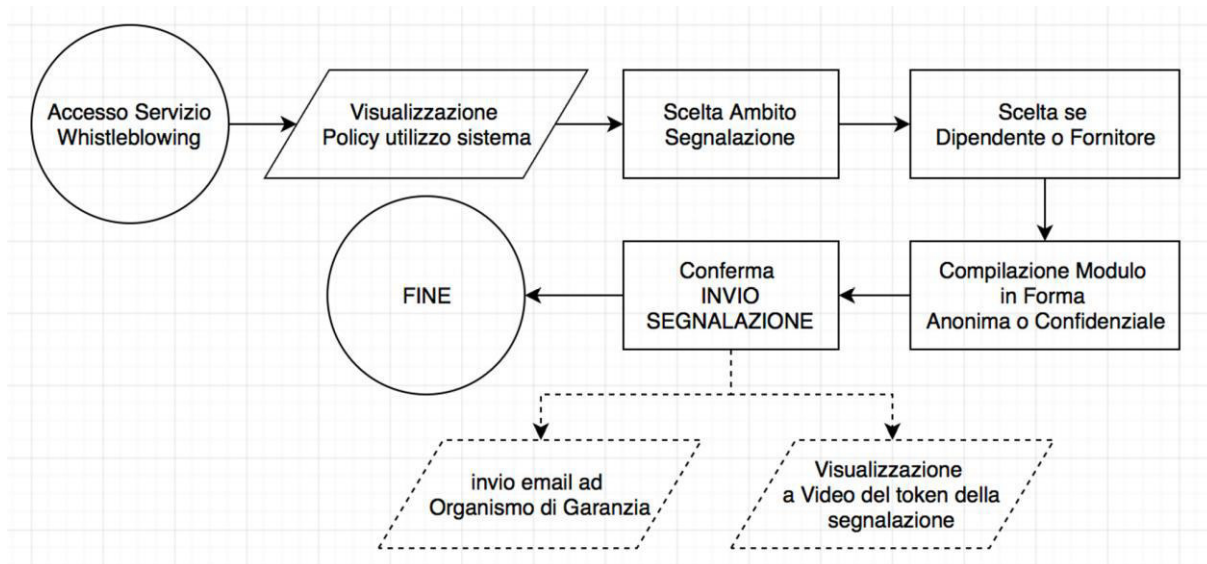 Accesso Servizio
Whistleblowing
Visualizzazione
Policy utilizzo sistema
Scelta Ambito
Segnalazione
Scelta se
Dipendente o Fornitore
Compilazione Modulo
in Forma
Anonima o Confidenziale
Conferma
INVIO
SEGNALAZIONE
FINE
invio email ad
Organismo di Garanzia
Visualizzazione
a Video del token della
segnalazione